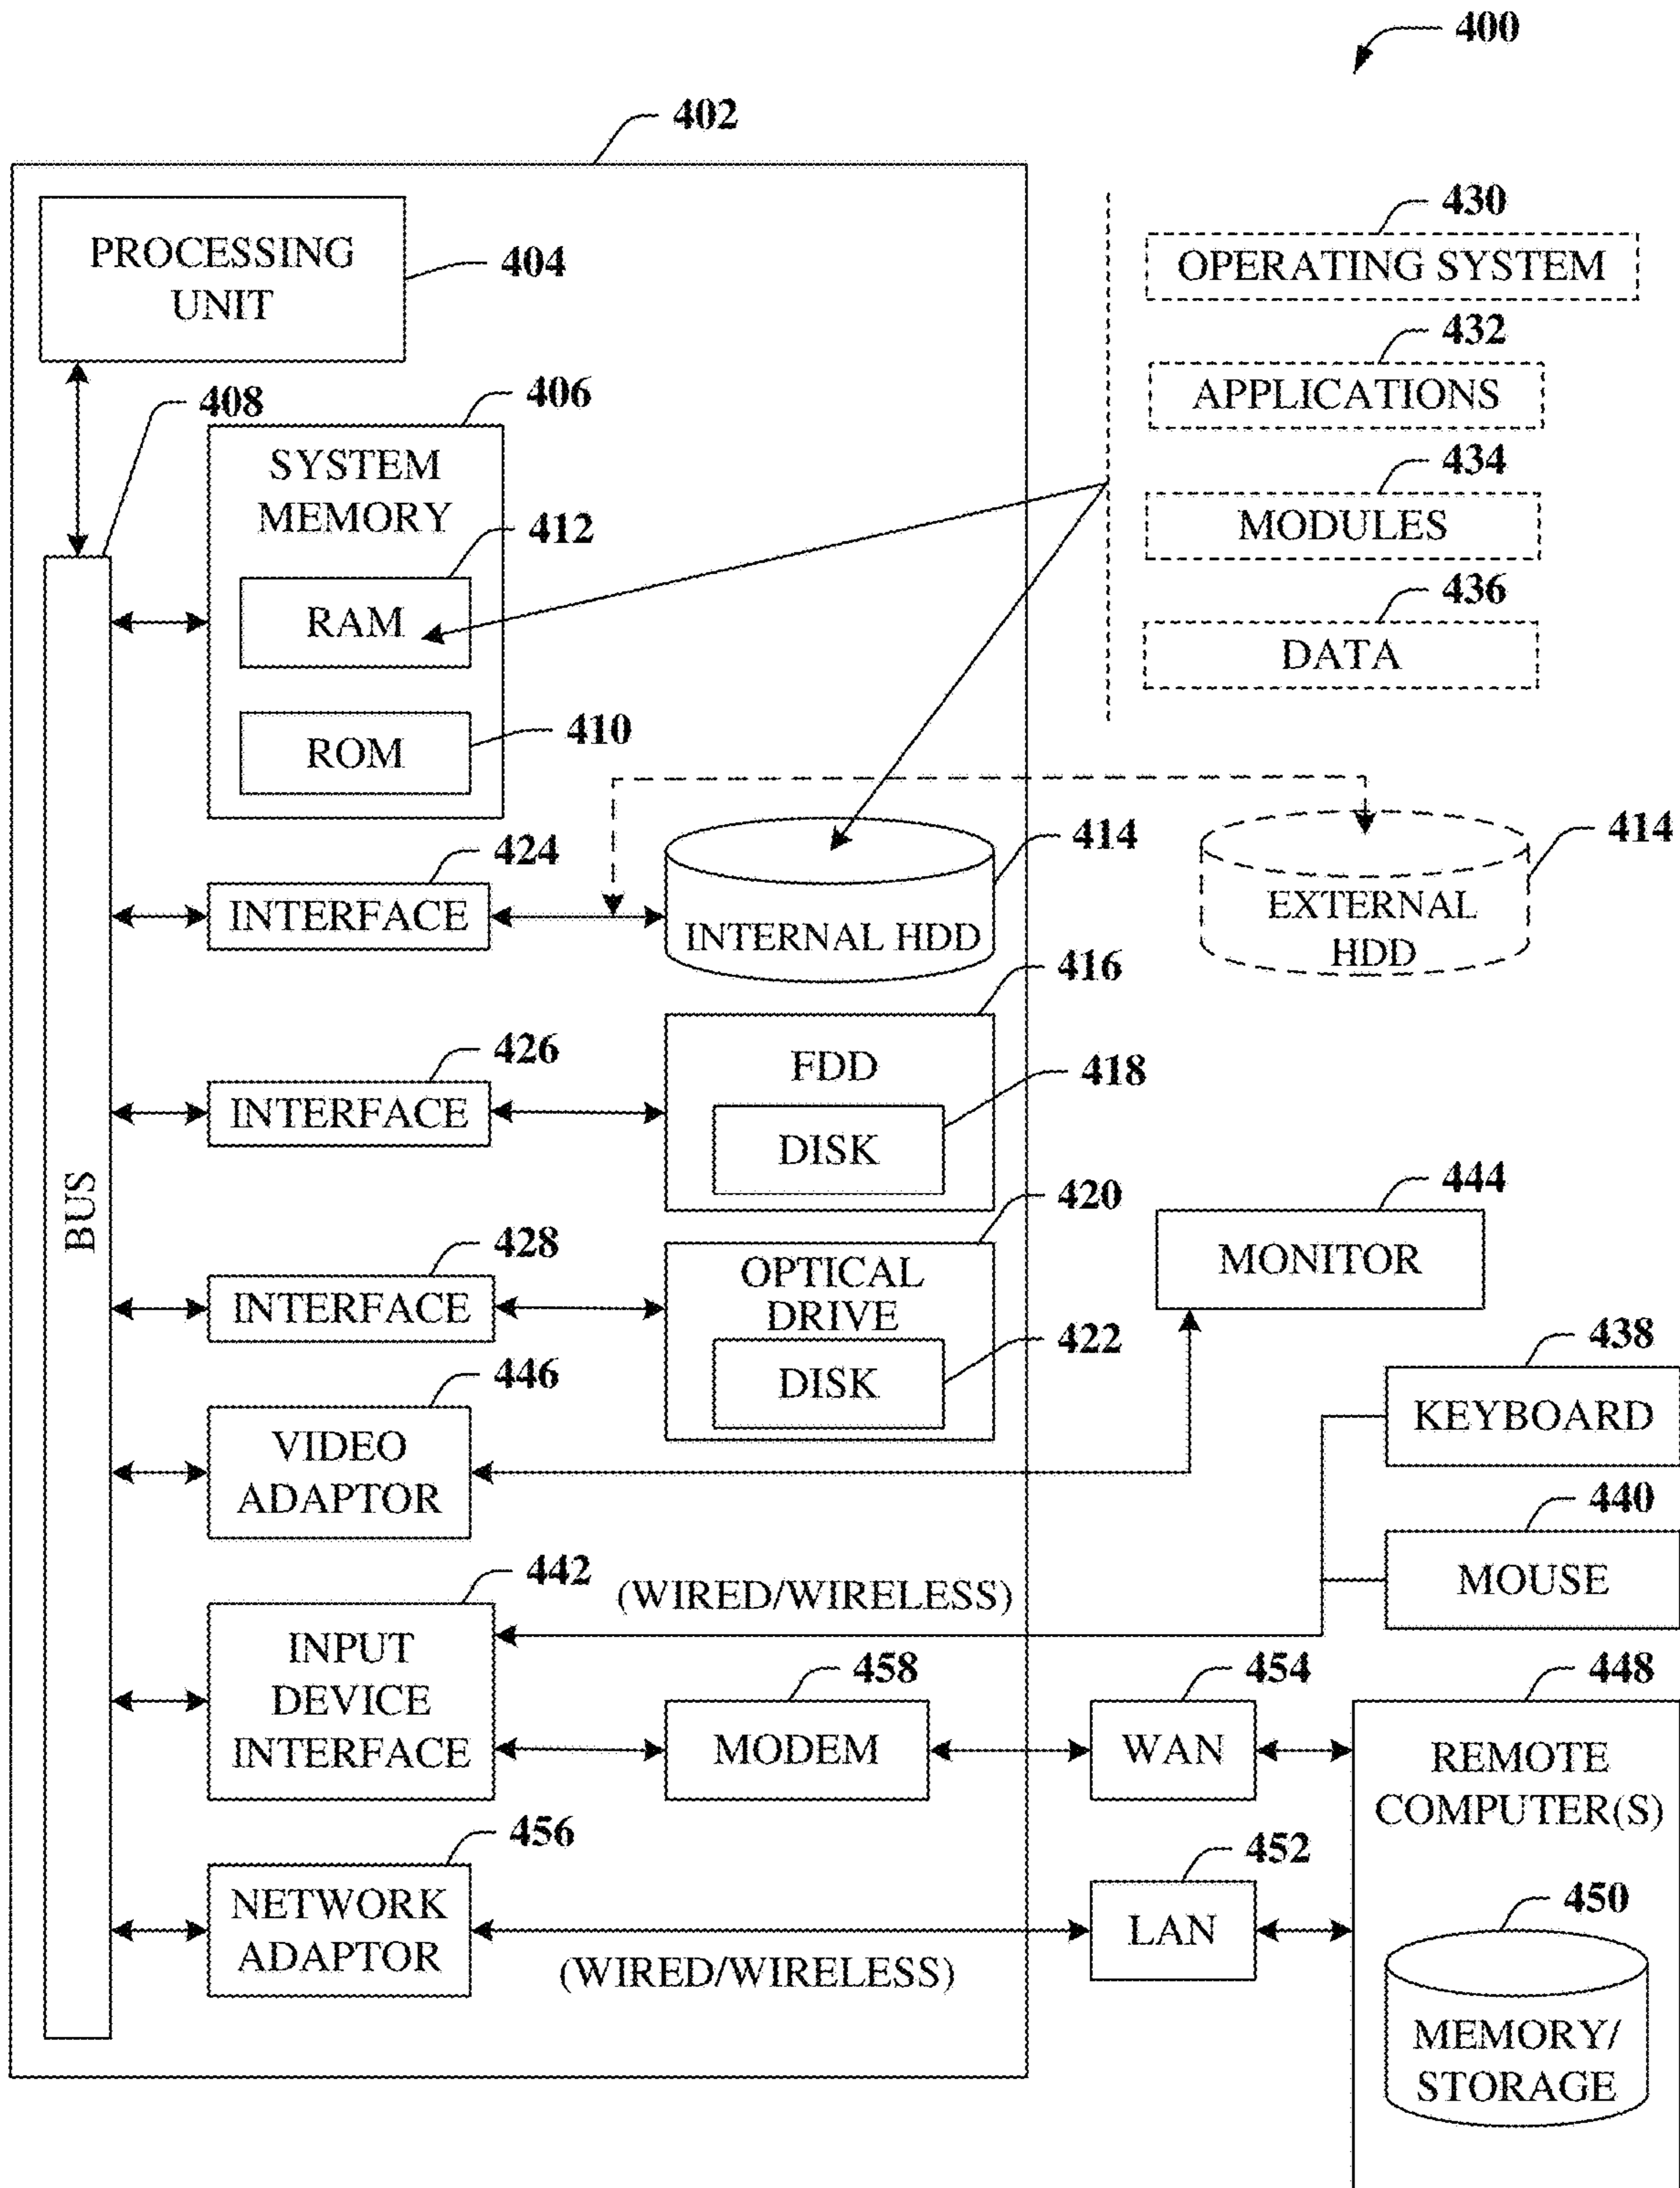 400
402
PROCESSING
UNIT
404
408
406
SYSTEM
MEMORY
412
RAM
ROM
410
430
OPERATING SYSTEM
432
APPLICATIONS
434
MODULES
436
DATA
424
INTERFACE
INTERNAL HDD
414
EXTERNAL
HDD
414
426
INTERFACE
416
FDD
418
DISK
BUS
428
INTERFACE
420
OPTICAL
DRIVE
422
DISK
444
MONITOR
446
VIDEO
ADAPTOR
438
KEYBOARD
440
MOUSE
442
(WIRED/WIRELESS)
INPUT
DEVICE
INTERFACE
458
MODEM
454
WAN
448
REMOTE
COMPUTER(S)
456
NETWORK
ADAPTOR
(WIRED/WIRELESS)
452
LAN
450
MEMORY/
STORAGE